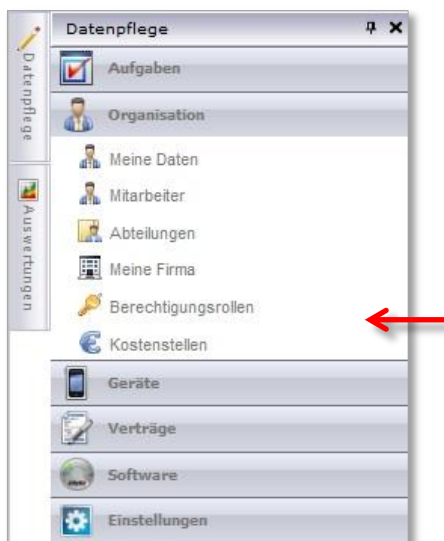 Datenpflege
Datenpflege
Auswertungen
Aufgaben
Organisation
Meine Daten
Mitarbeiter
Abteilungen
Meine Firma
Berechtigungsrollen
Kostenstellen
Geräte
Verträge
Software
Einstellungen